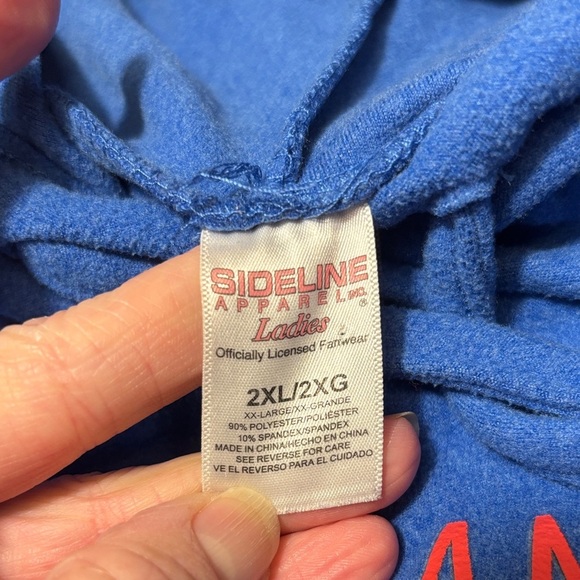 SIDELINE
APPAREL, INC.
®
Ladies
Officially Licensed Fanwear
2XL/2XG
XX-LARGE/XX-GRANDE
90% POLYESTER/POLIÉSTER
10% SPANDEX/SPANDEX
MADE IN CHINA/HECHO EN CHINA
SEE REVERSE FOR CARE
VE EL REVERSO PARA EL CUIDADO